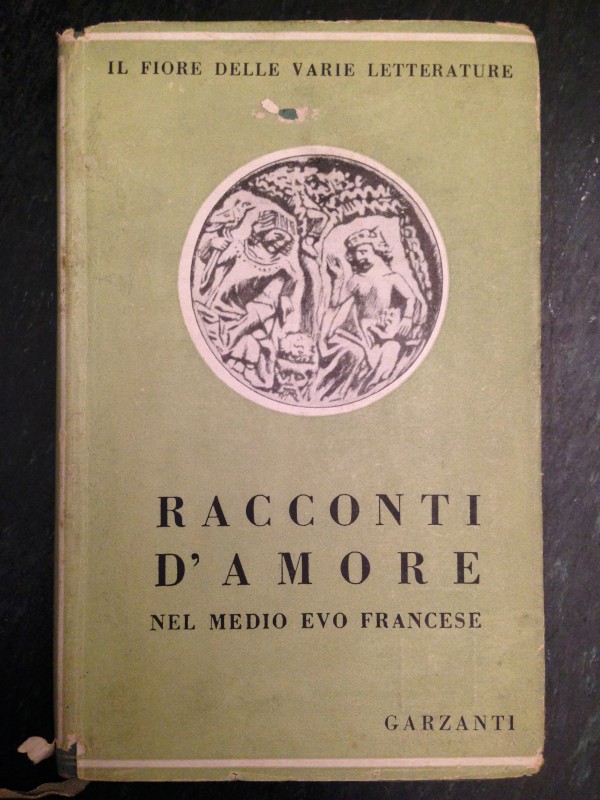 IL FIORE DELLE VARIE LETTERATURE
RACCONTI
D'AMORE
NEL MEDIO EVO FRANCESE
GARZANTI